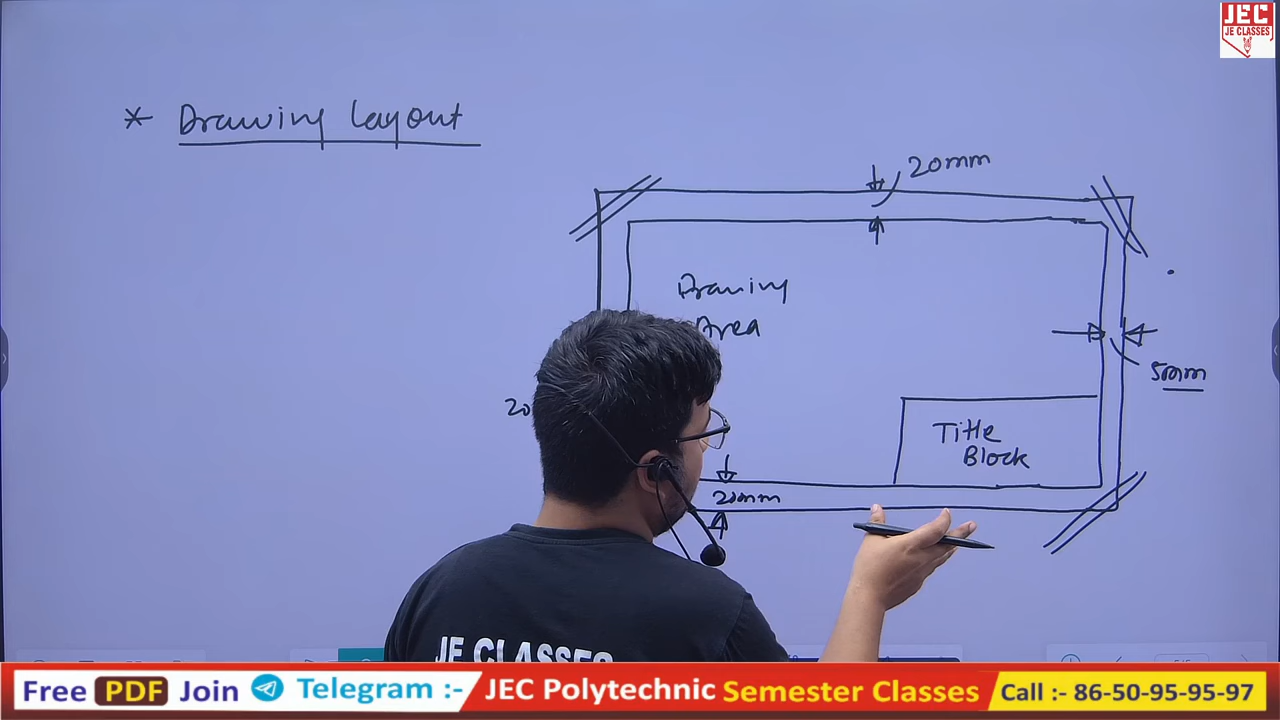 JEC
JE CLASSES
* Drawing layout
20mm
Drawing
Area
5mm
20
Title
Block
20mm
JE CLASSES
Free PDF Join Telegram :- JEC Polytechnic Semester Classes Call :- 86-50-95-95-97